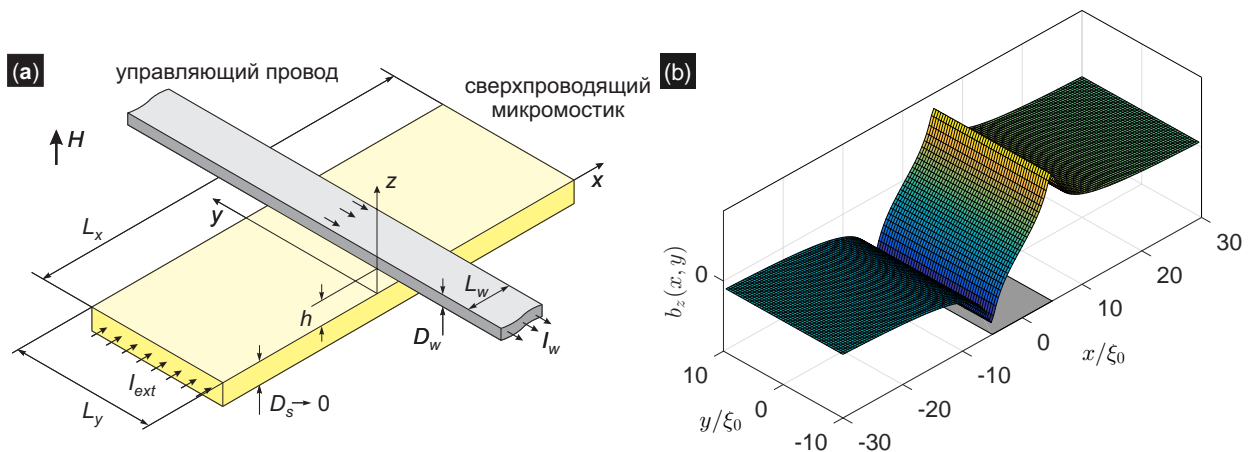 (a)
управляющий провод
сверхпроводящий
микромостик
H
z
x
y
L_x
L_w
h
D_w
I_w
I_ext
L_y
D_s→ 0
(b)
b_z(x, y)
0
10
0
-10
y/ξ_0
-30
-20
-10
0
10
20
30
x/ξ_0